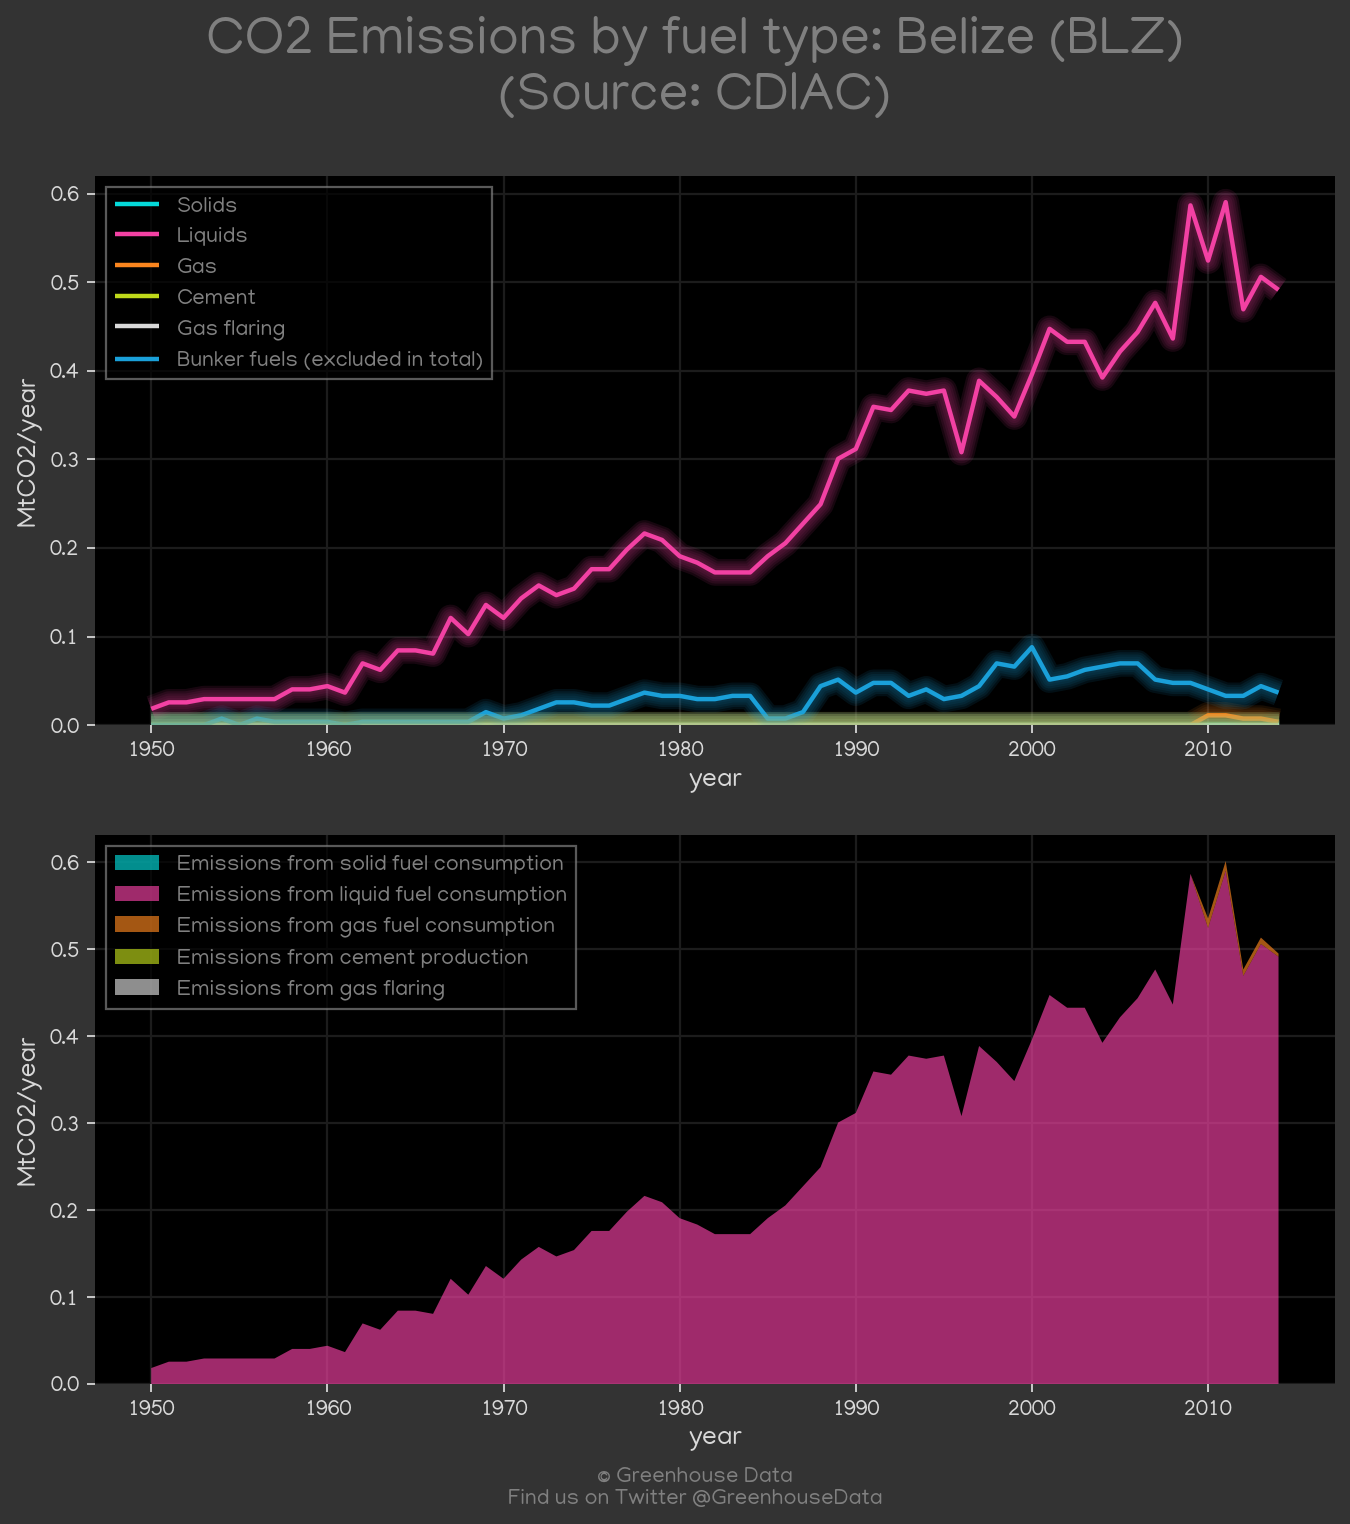 CO2 Emissions by fuel type: Belize (BLZ)
(Source: CDIAC)
0.6
0.5
0.4
0.3
0.2
0.1
0.0
MtCO2/year
Solids
Liquids
Gas
Cement
Gas flaring
Bunker fuels (excluded in total)
1950 1960 1970 1980 1990 2000 2010
year
0.6
0.5
0.4
0.3
0.2
0.1
0.0
MtCO2/year
Emissions from solid fuel consumption
Emissions from liquid fuel consumption
Emissions from gas fuel consumption
Emissions from cement production
Emissions from gas flaring
1950 1960 1970 1980 1990 2000 2010
year
© Greenhouse Data
Find us on Twitter @GreenhouseData